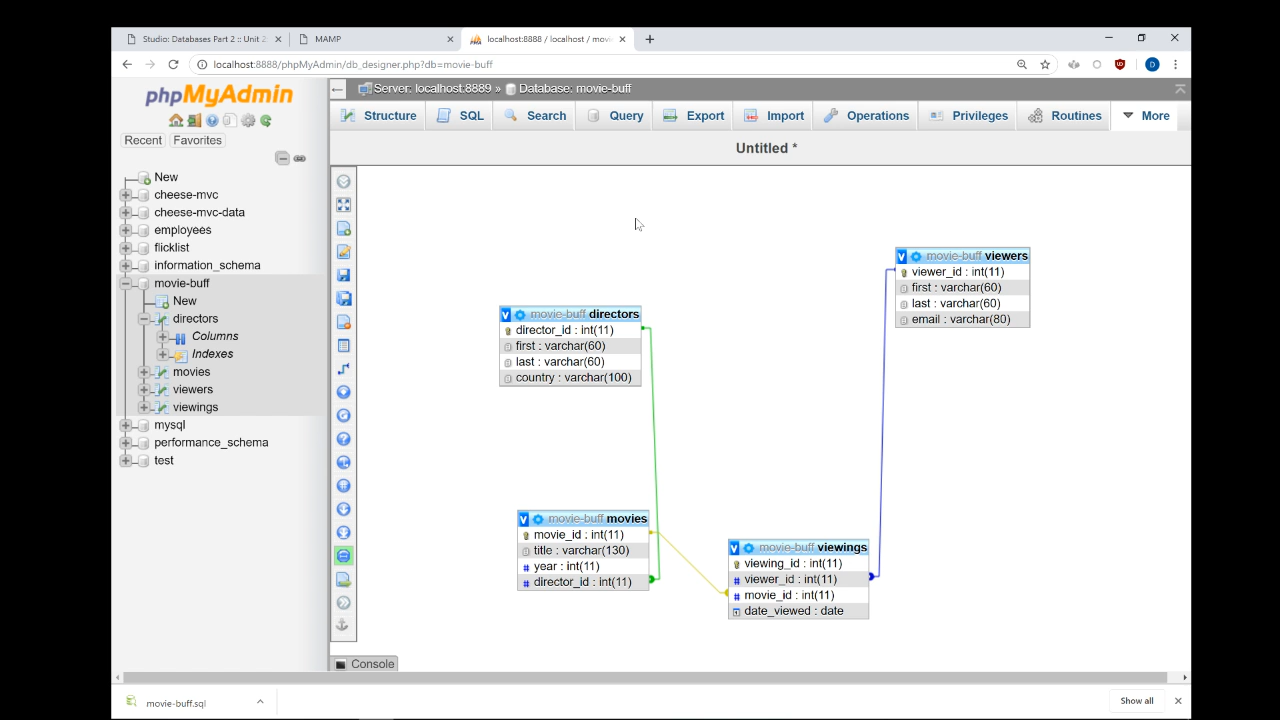 Studio: Databases Part 2 :: Unit 2
MAMP
localhost:8888 / localhost / movi
localhost:8888/phpMyAdmin/db_designer.php?db=movie-buff
D
phpMyAdmin
Recent
Favorites
New
cheese-mvc
cheese-mvc-data
employees
flicklist
information_schema
movie-buff
New
directors
Columns
Indexes
movies
viewers
viewings
mysql
performance_schema
test
Server: localhost:8889 » Database: movie-buff
Structure SQL Search Query Export Import Operations Privileges Routines More
Untitled *
v movie-buff directors
director_id : int(11)
first : varchar(60)
last : varchar(60)
country : varchar(100)
v movie-buff viewers
viewer_id : int(11)
first : varchar(60)
last : varchar(60)
email : varchar(80)
v movie-buff movies
movie_id : int(11)
title : varchar(130)
# year : int(11)
# director_id : int(11)
v movie-buff viewings
viewing_id : int(11)
# viewer_id : int(11)
# movie_id : int(11)
date_viewed : date
Console
movie-buff.sql
Show all